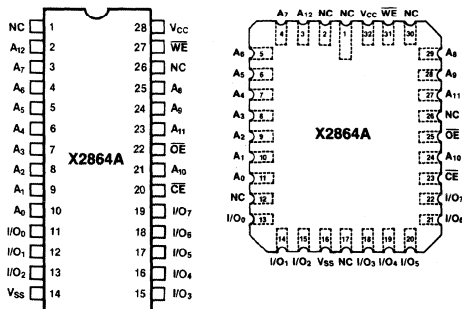 NC 1 28 VCC
A12 2 27 W̅E̅
A7 3 26 NC
A6 4 25 A8
A5 5 24 A9
A4 6 23 A11
A3 7 22 O̅E̅
X2864A
A2 8 21 A10
A1 9 20 C̅E̅
A0 10 19 I/O7
I/O0 11 18 I/O6
I/O1 12 17 I/O5
I/O2 13 16 I/O4
VSS 14 15 I/O3
A7 A12 NC NC VCC W̅E̅ NC
4 3 2 1 32 31 30
A6 5 29 A8
A5 6 28 A9
A4 7 27 A11
A3 8 26 NC
A2 9 X2864A 25 O̅E̅
A1 10 24 A10
A0 11 23 C̅E̅
NC 12 22 I/O7
I/O0 13 21 I/O6
14 15 16 17 18 19 20
I/O1 I/O2 VSS NC I/O3 I/O4 I/O5